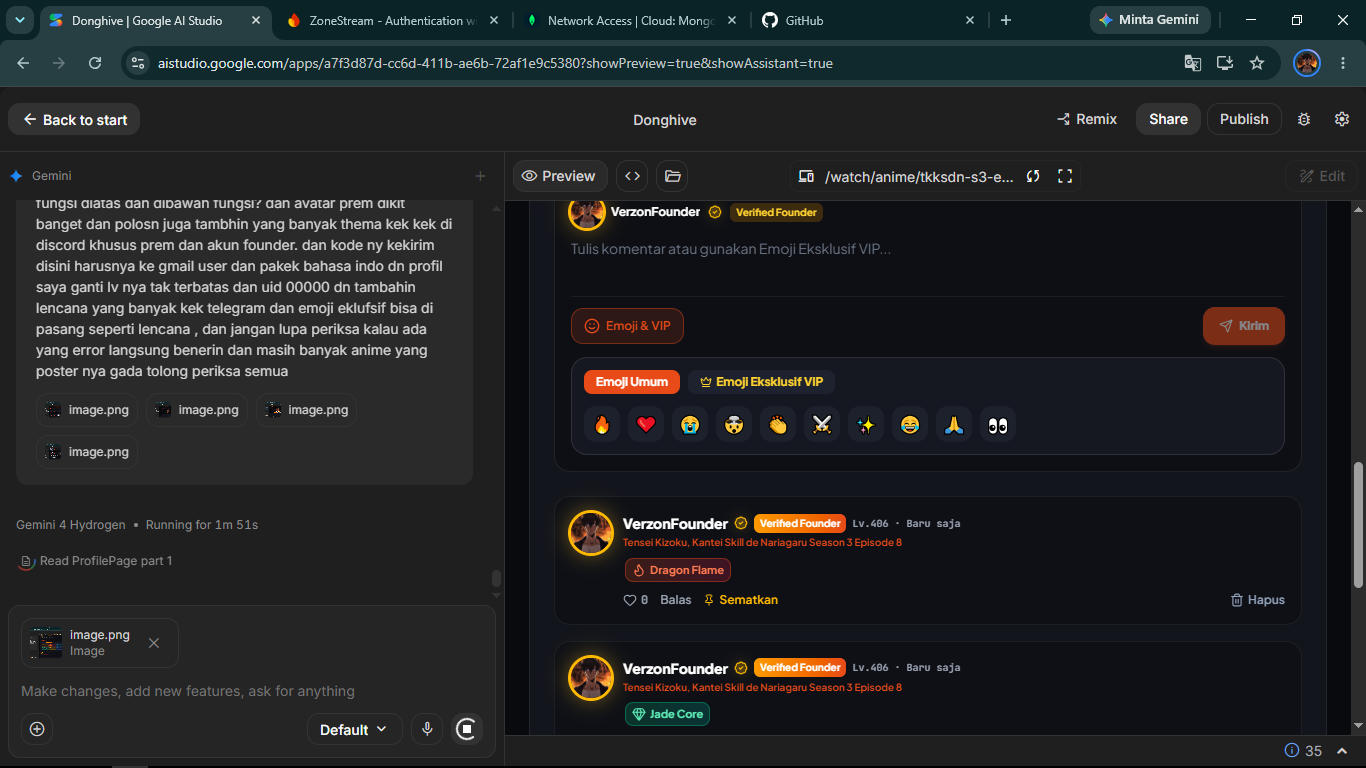 Donghive | Google AI Studio
ZoneStream - Authentication w
Network Access | Cloud: Mong
GitHub
Minta Gemini
aistudio.google.com/apps/a7f3d87d-cc6d-411b-ae6b-72af1e9c5380?showPreview=true&showAssistant=true
Back to start
Donghive
Remix
Share
Publish
Gemini
Preview
/watch/anime/tkksdn-s3-e...
Edit
fungsi diatas dan dibawah fungsi? dan avatar prem dikit
banget dan polosn juga tambhin yang banyak thema kek kek di
discord khusus prem dan akun founder. dan kode ny kekirim
disini harusnya ke gmail user dan pakek bahasa indo dn profil
saya ganti lv nya tak terbatas dan uid 00000 dn tambahin
lencana yang banyak kek telegram dan emoji eklufsif bisa di
pasang seperti lencana , dan jangan lupa periksa kalau ada
yang error langsung benerin dan masih banyak anime yang
poster nya gada tolong periksa semua
image.png
image.png
image.png
image.png
Gemini 4 Hydrogen • Running for 1m 51s
Read ProfilePage part 1
image.png
Image
Make changes, add new features, ask for anything
Default
VerzonFounder
Verified Founder
Tulis komentar atau gunakan Emoji Eksklusif VIP...
Emoji & VIP
Kirim
Emoji Umum
Emoji Eksklusif VIP
VerzonFounder
Verified Founder
Lv.406 · Baru saja
Tensei Kizoku, Kantei Skill de Nariagaru Season 3 Episode 8
Dragon Flame
0
Balas
Sematkan
Hapus
VerzonFounder
Verified Founder
Lv.406 · Baru saja
Tensei Kizoku, Kantei Skill de Nariagaru Season 3 Episode 8
Jade Core
35